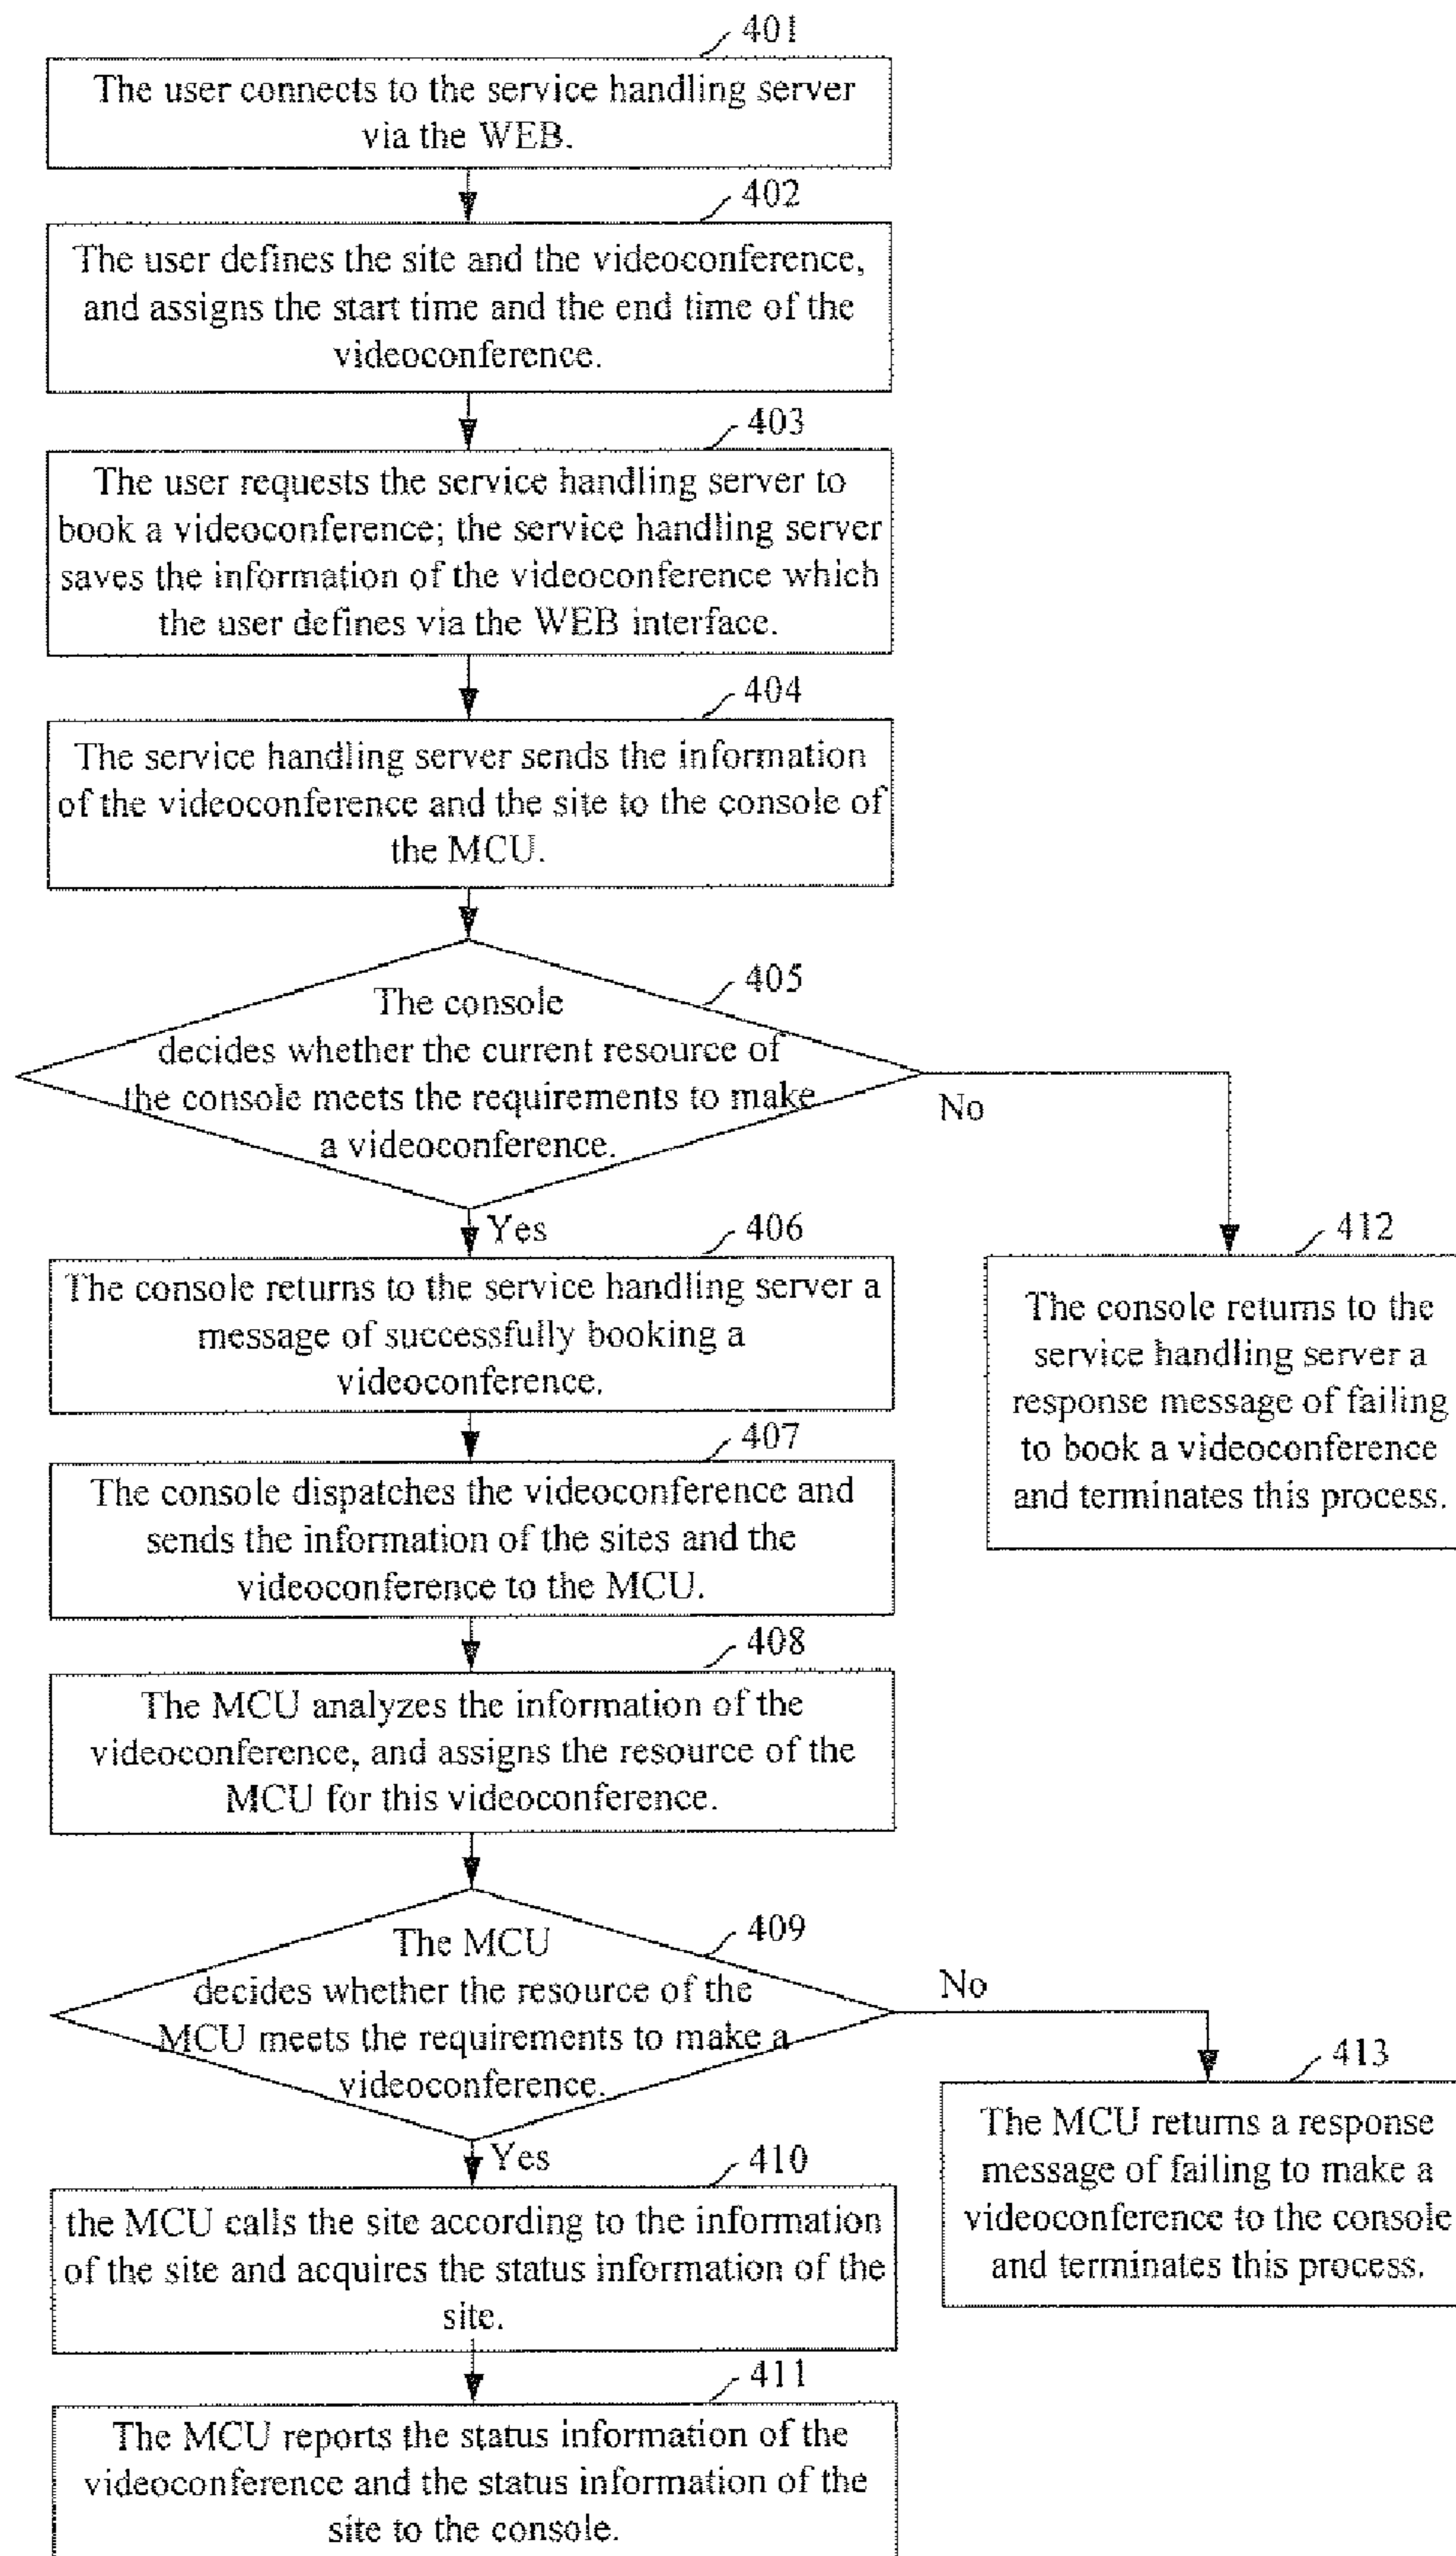 401
The user connects to the service handling server
via the WEB.
402
The user defines the site and the videoconference,
and assigns the start time and the end time of the
videoconference.
403
The user requests the service handling server to
book a videoconference; the service handling server
saves the information of the videoconference which
the user defines via the WEB interface.
404
The service handling server sends the information
of the videoconference and the site to the console of
the MCU.
405
The console
decides whether the current resource of
the console meets the requirements to make
a videoconference.
No
Yes
406
The console returns to the service handling server a
message of successfully booking a
videoconference.
412
The console returns to the
service handling server a
response message of failing
to book a videoconference
and terminates this process.
407
The console dispatches the videoconference and
sends the information of the sites and the
videoconference to the MCU.
408
The MCU analyzes the information of the
videoconference, and assigns the resource of the
MCU for this videoconference.
409
The MCU
decides whether the resource of the
MCU meets the requirements to make a
videoconference.
No
413
The MCU returns a response
message of failing to make a
videoconference to the console
and terminates this process.
Yes
410
the MCU calls the site according to the information
of the site and acquires the status information of the
site.
411
The MCU reports the status information of the
videoconference and the status information of the
site to the console.